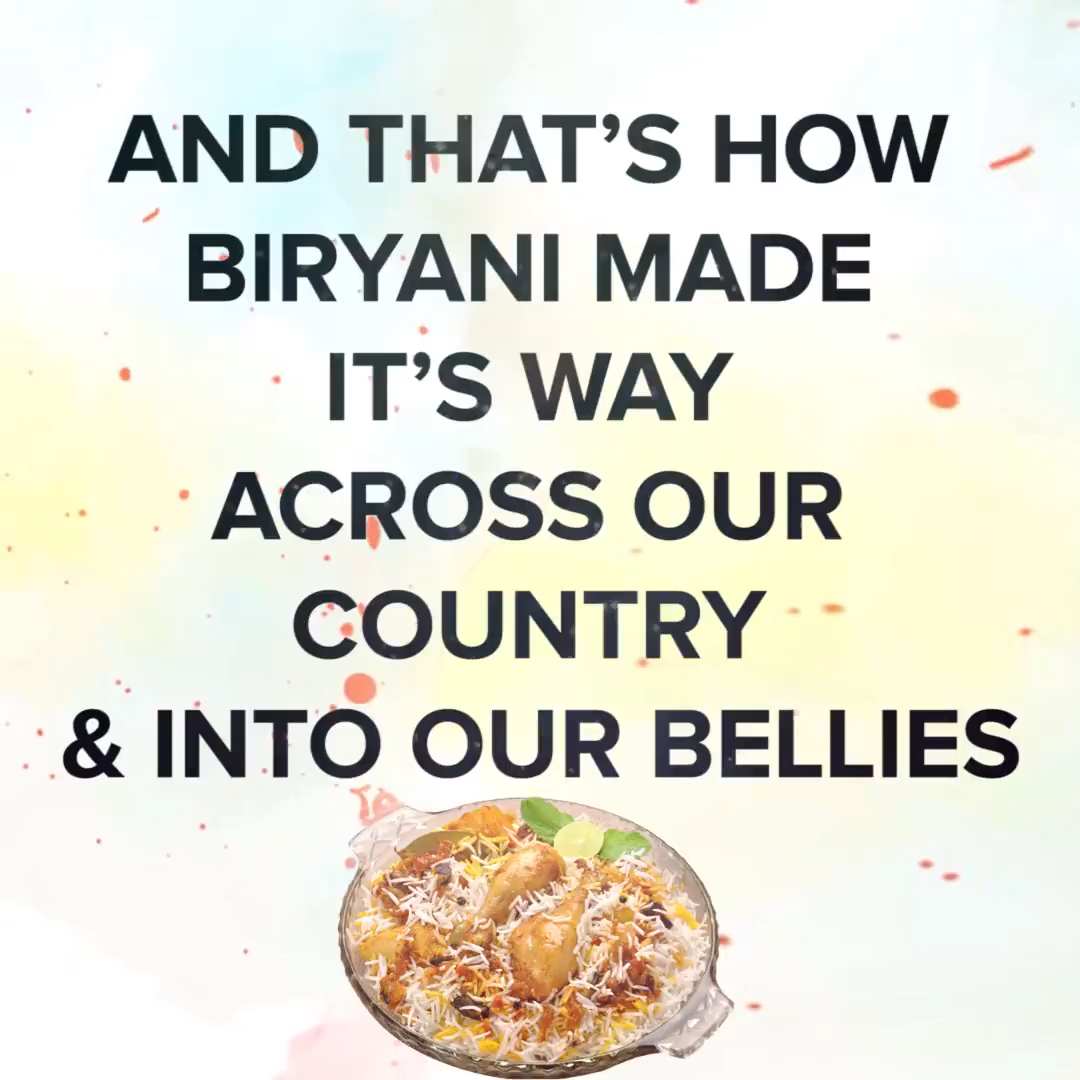 AND THAT’S HOW
BIRYANI MADE
IT’S WAY
ACROSS OUR
COUNTRY
& INTO OUR BELLIES